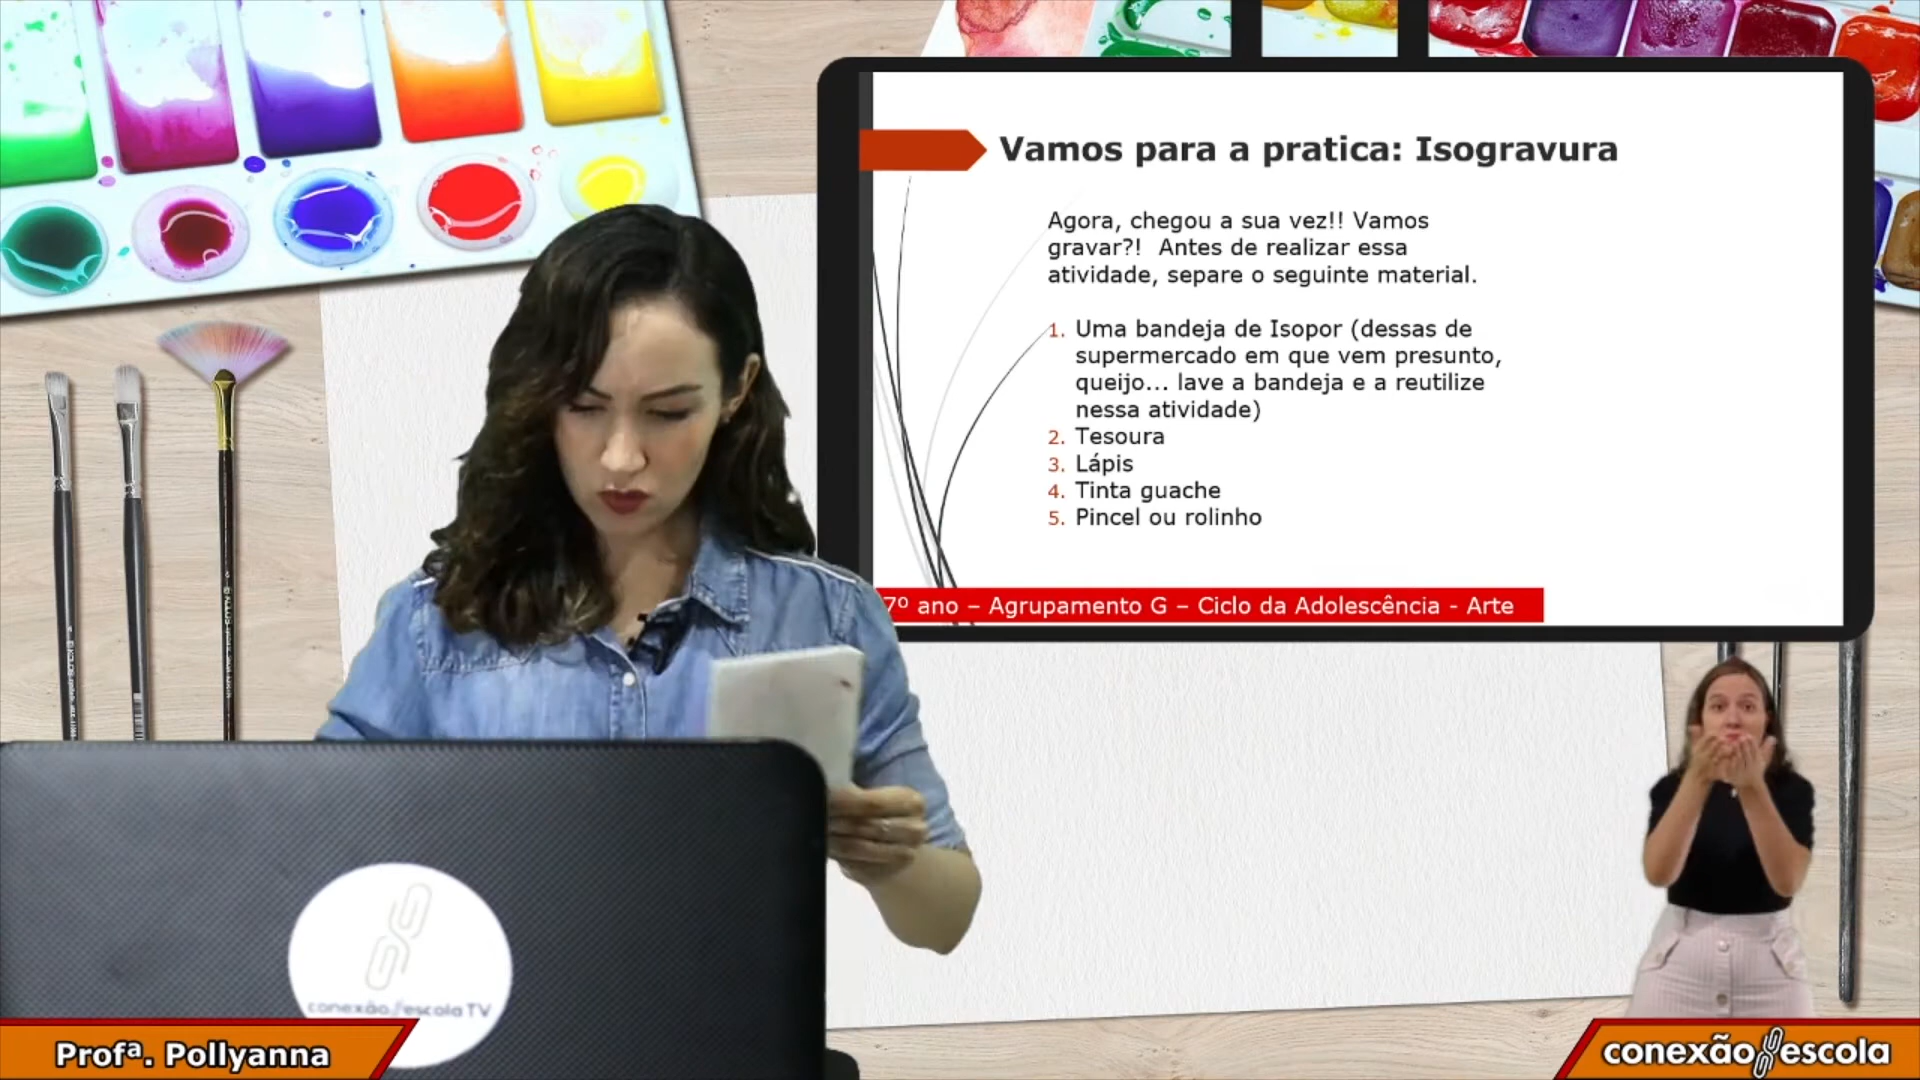 Vamos para a pratica: Isogravura
Agora, chegou a sua vez!! Vamos
gravar?! Antes de realizar essa
atividade, separe o seguinte material.
1. Uma bandeja de Isopor (dessas de
supermercado em que vem presunto,
queijo... lave a bandeja e a reutilize
nessa atividade)
2. Tesoura
3. Lápis
4. Tinta guache
5. Pincel ou rolinho
7º ano – Agrupamento G – Ciclo da Adolescência - Arte
conexão escola TV
Profª. Pollyanna
conexão escola